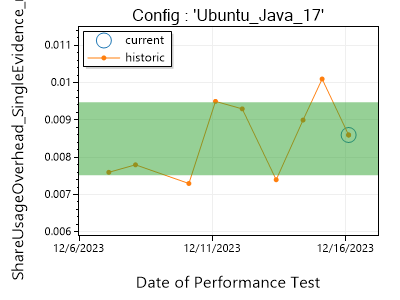 Config : 'Ubuntu_Java_17'
current
historic
0.011
0.01
0.009
0.008
0.007
0.006
12/6/2023
12/11/2023
12/16/2023
Date of Performance Test
ShareUsageOverhead_SingleEvidence_